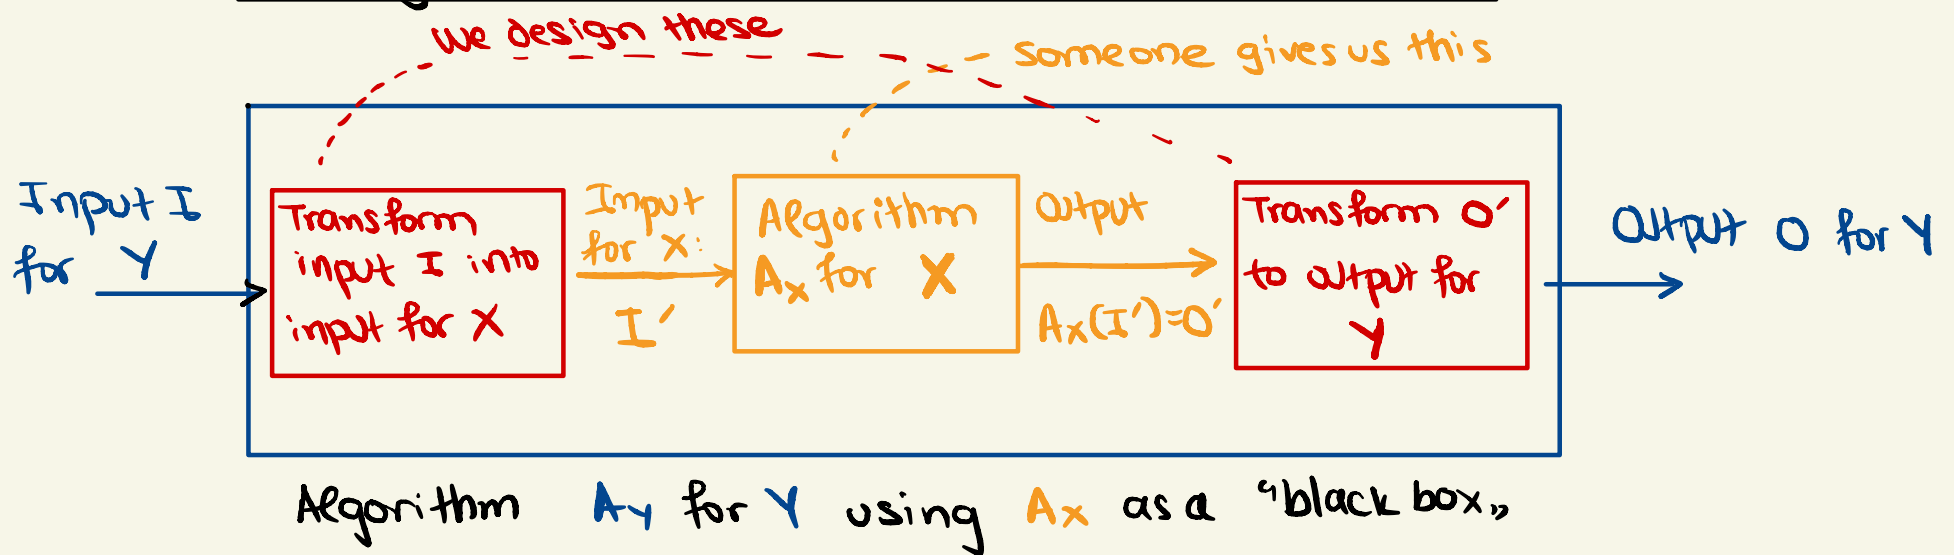 we design these
someone gives us this
Input I
for Y
Transform
input I into
input for X
Input
for X:
I'
Algorithm
Ax for X
Output
Ax(I')=O'
Transform O'
to output for
Y
Output O for Y
Algorithm Ay for Y using Ax as a "black box"